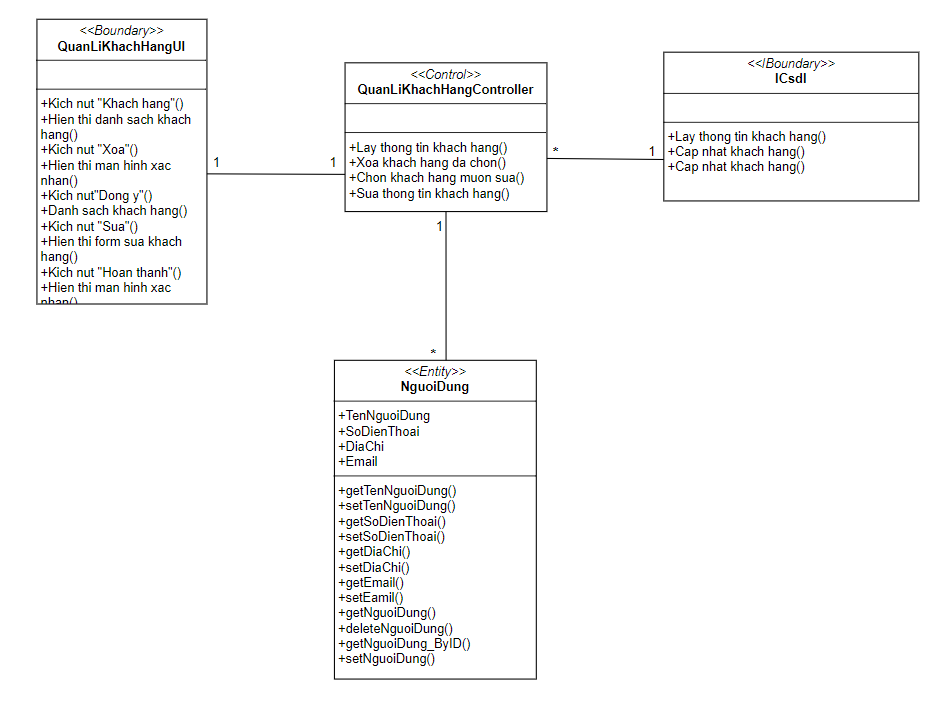 <<Boundary>>
QuanLiKhachHangUI
+Kich nut "Khach hang"()
+Hien thi danh sach khach
hang()
+Kich nut "Xoa"()
+Hien thi man hinh xac
nhan()
+Kich nut"Dong y"()
+Danh sach khach hang()
+Kich nut "Sua"()
+Hien thi form sua khach
hang()
+Kich nut "Hoan thanh"()
+Hien thi man hinh xac
nhan()
1
1
<<Control>>
QuanLiKhachHangController
+Lay thong tin khach hang()
+Xoa khach hang da chon()
+Chon khach hang muon sua()
+Sua thong tin khach hang()
*
1
<<IBoundary>>
ICsdl
+Lay thong tin khach hang()
+Cap nhat khach hang()
+Cap nhat khach hang()
1
*
<<Entity>>
NguoiDung
+TenNguoiDung
+SoDienThoai
+DiaChi
+Email
+getTenNguoiDung()
+setTenNguoiDung()
+getSoDienThoai()
+setSoDienThoai()
+getDiaChi()
+setDiaChi()
+getEmail()
+setEamil()
+getNguoiDung()
+deleteNguoiDung()
+getNguoiDung_ByID()
+setNguoiDung()